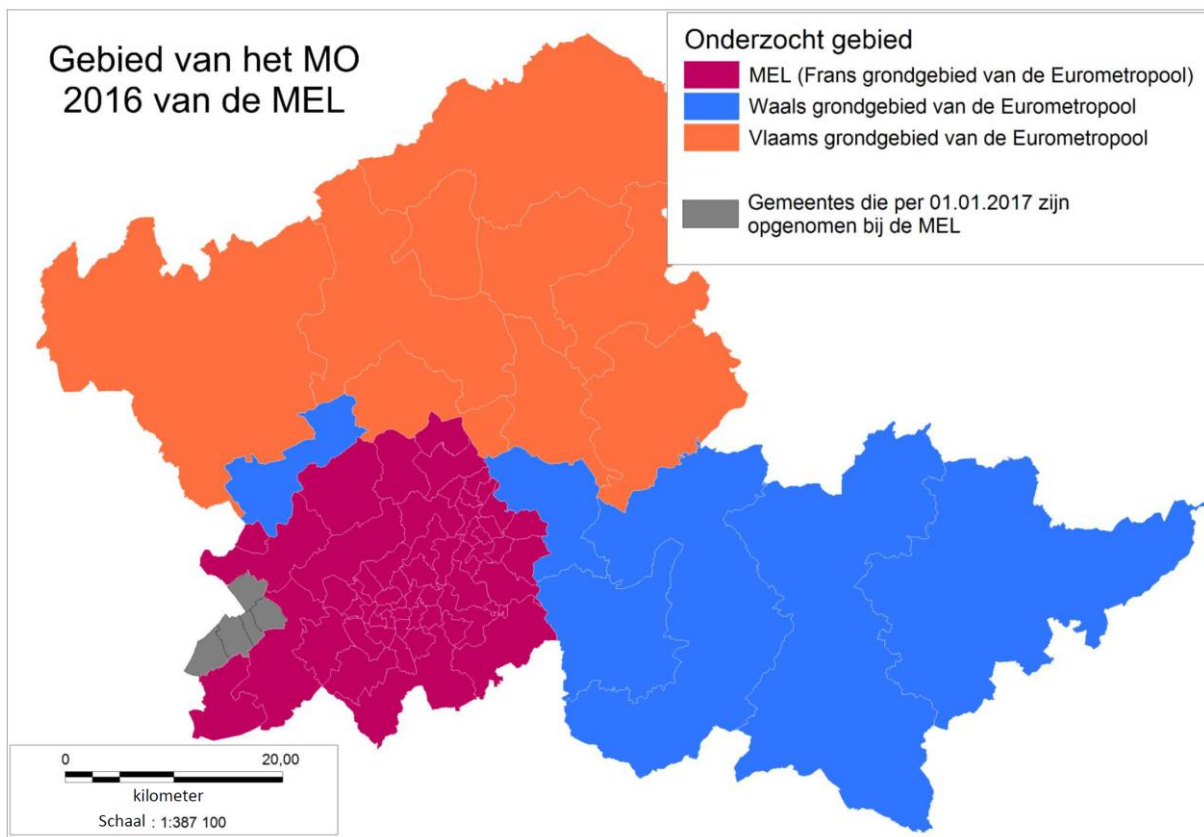 Gebied van het MO
2016 van de MEL
Onderzocht gebied
MEL (Frans grondgebied van de Eurometropool)
Waals grondgebied van de Eurometropool
Vlaams grondgebied van de Eurometropool
Gemeentes die per 01.01.2017 zijn
opgenomen bij de MEL
0 20,00
kilometer
Schaal : 1:387 100